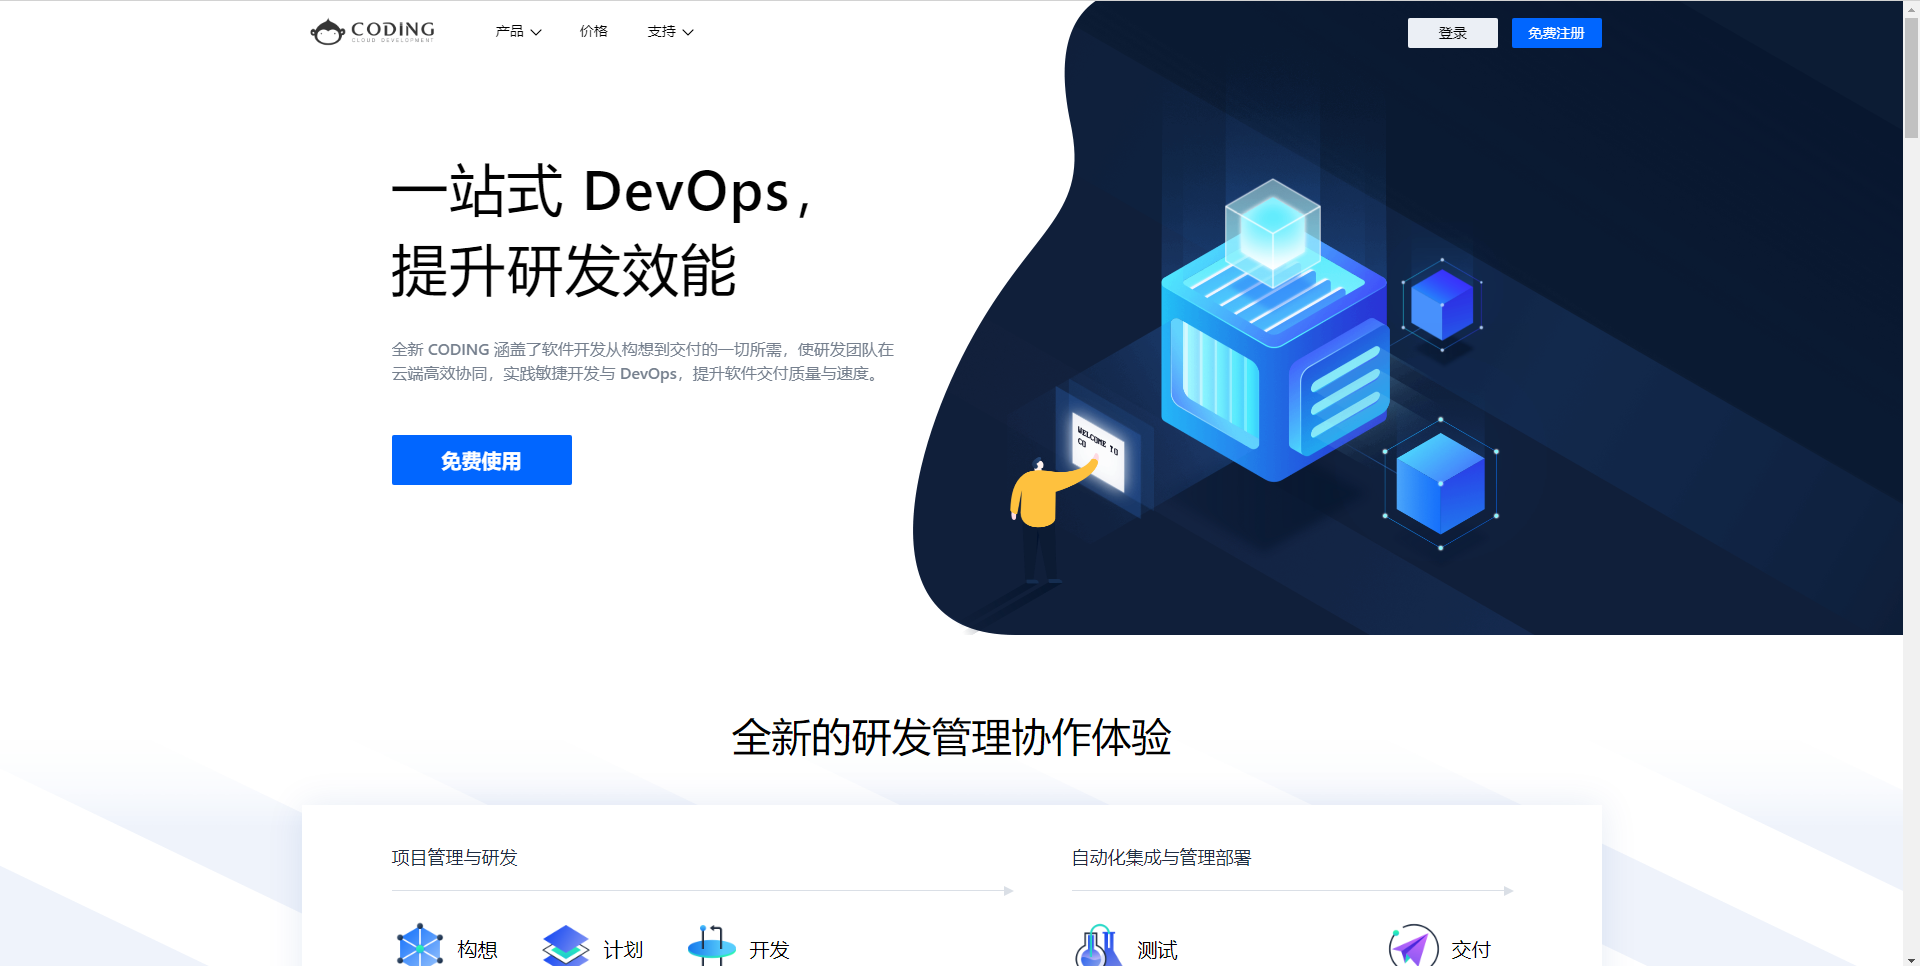 CODING
CLOUD DEVELOPMENT
产品
价格
支持
登录
免费注册
一站式 DevOps，
提升研发效能
全新 CODING 涵盖了软件开发从构想到交付的一切所需，使研发团队在
云端高效协同，实践敏捷开发与 DevOps，提升软件交付质量与速度。
免费使用
WELCOME TO
CO
全新的研发管理协作体验
项目管理与研发
自动化集成与管理部署
构想
计划
开发
测试
交付